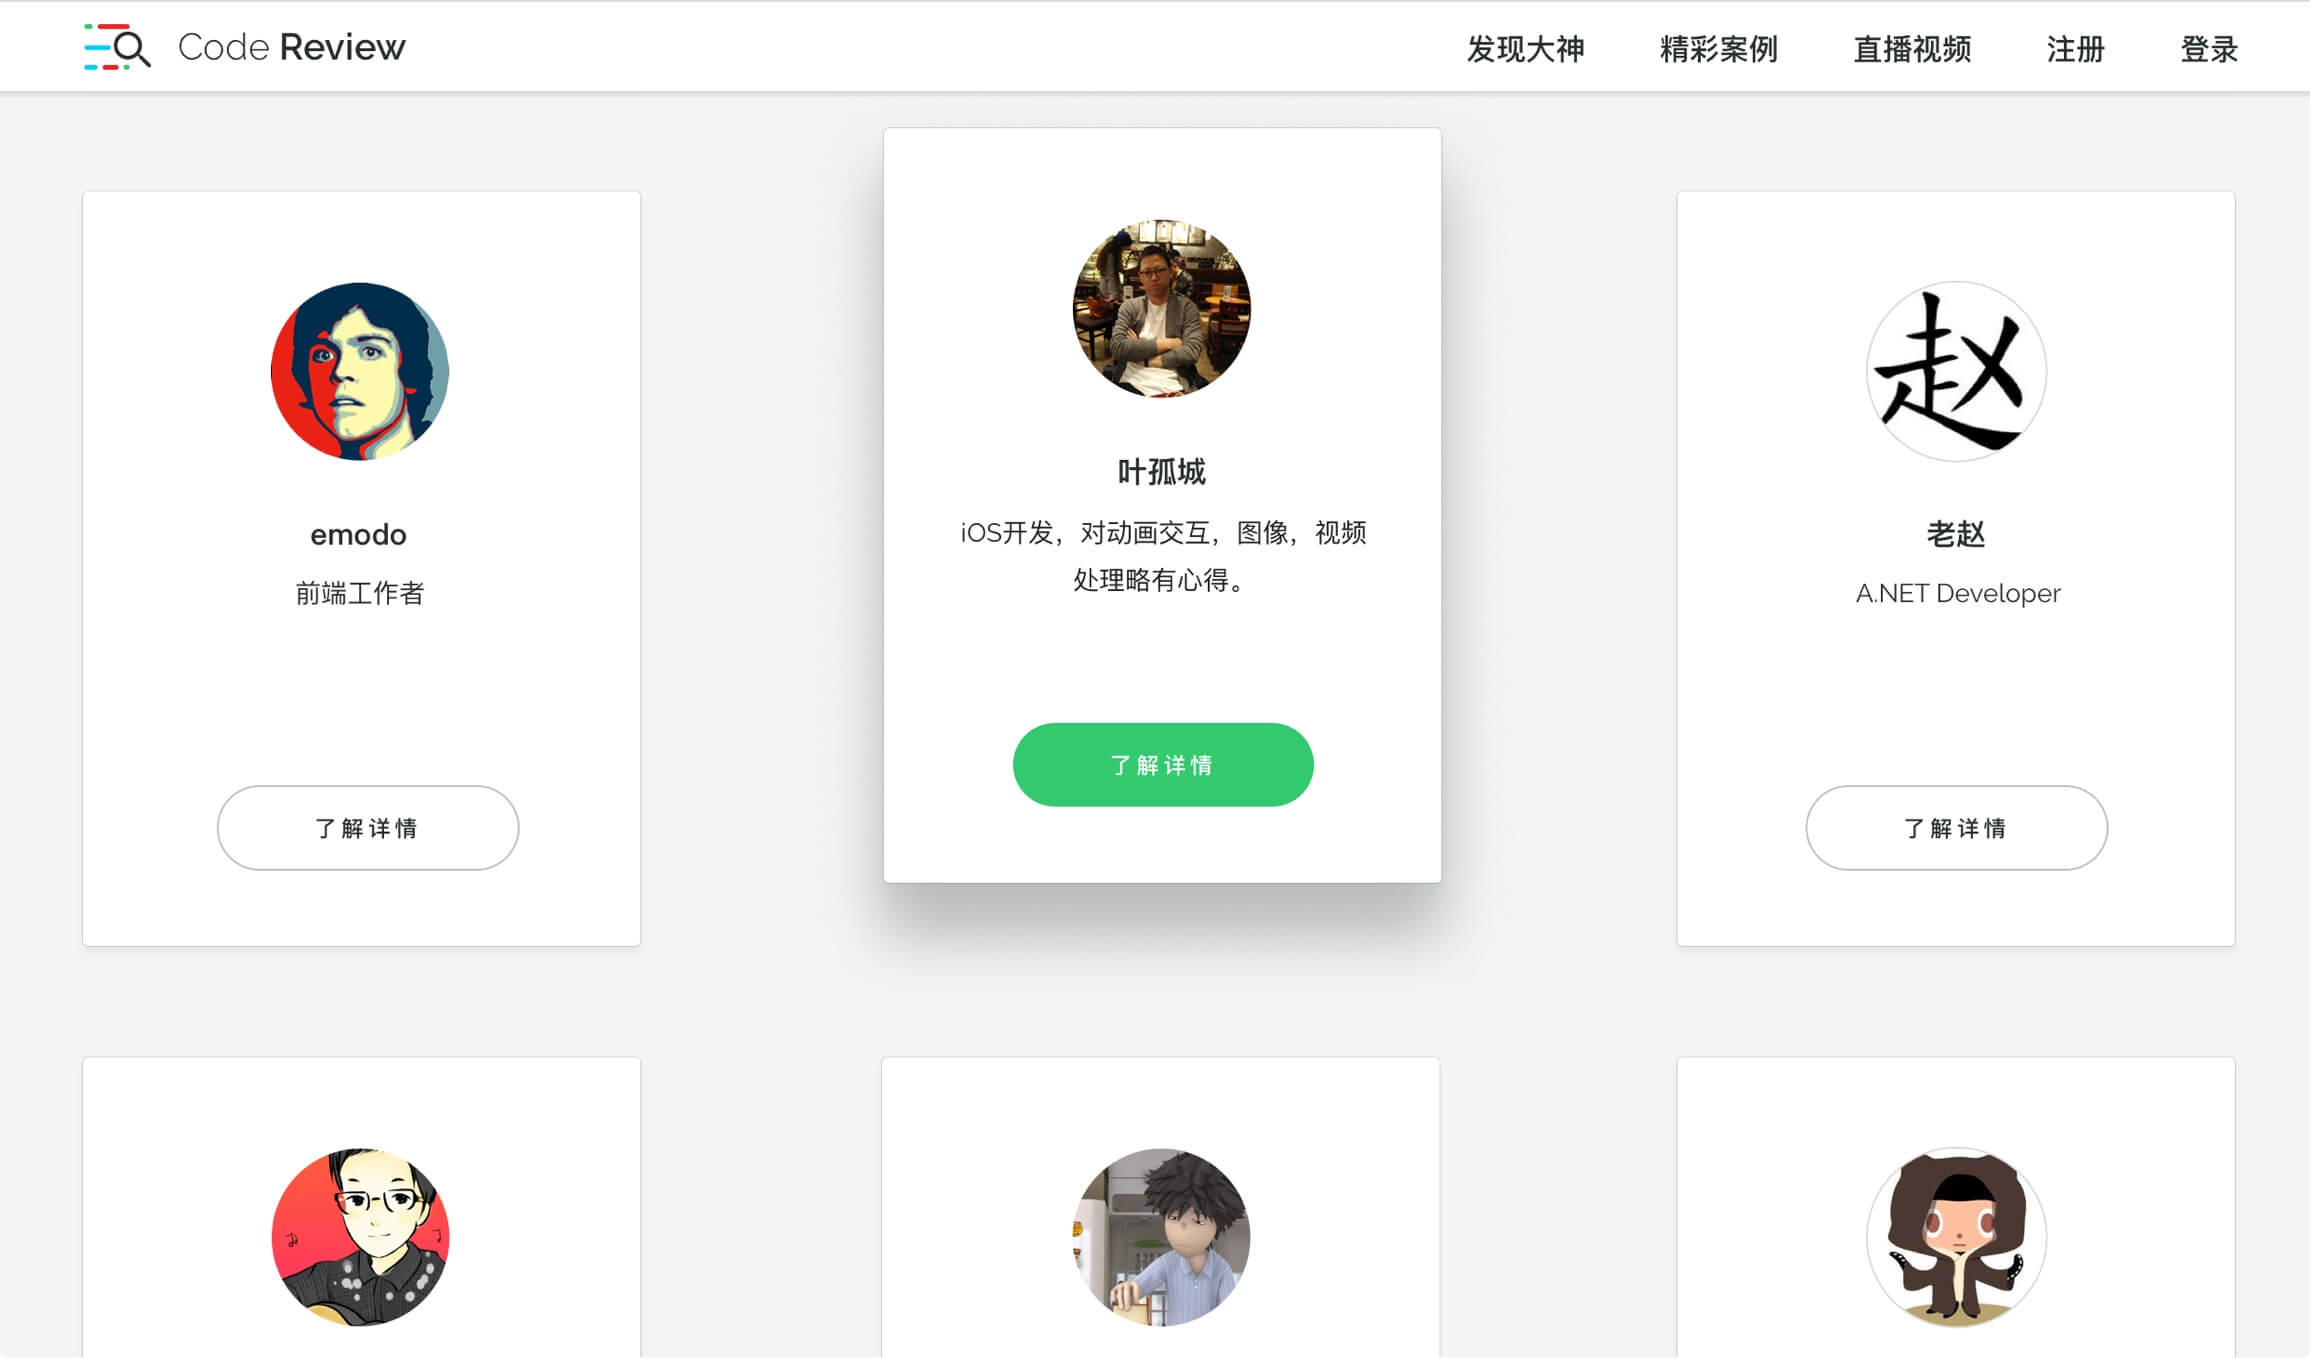 Code Review
发现大神
精彩案例
直播视频
注册
登录
emodo
前端工作者
了解详情
叶孤城
iOS开发，对动画交互，图像，视频
处理略有心得。
了解详情
赵
老赵
A.NET Developer
了解详情